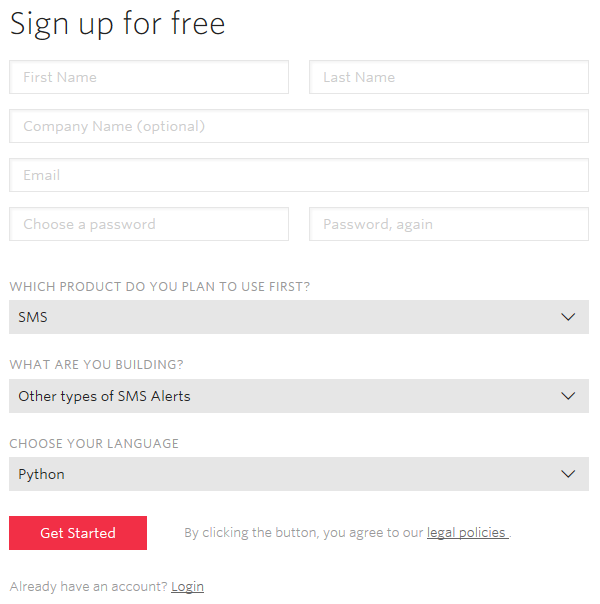 Sign up for free
First Name Last Name
Company Name (optional)
Email
Choose a password Password, again
WHICH PRODUCT DO YOU PLAN TO USE FIRST?
SMS
WHAT ARE YOU BUILDING?
Other types of SMS Alerts
CHOOSE YOUR LANGUAGE
Python
Get Started By clicking the button, you agree to our legal policies .
Already have an account? Login